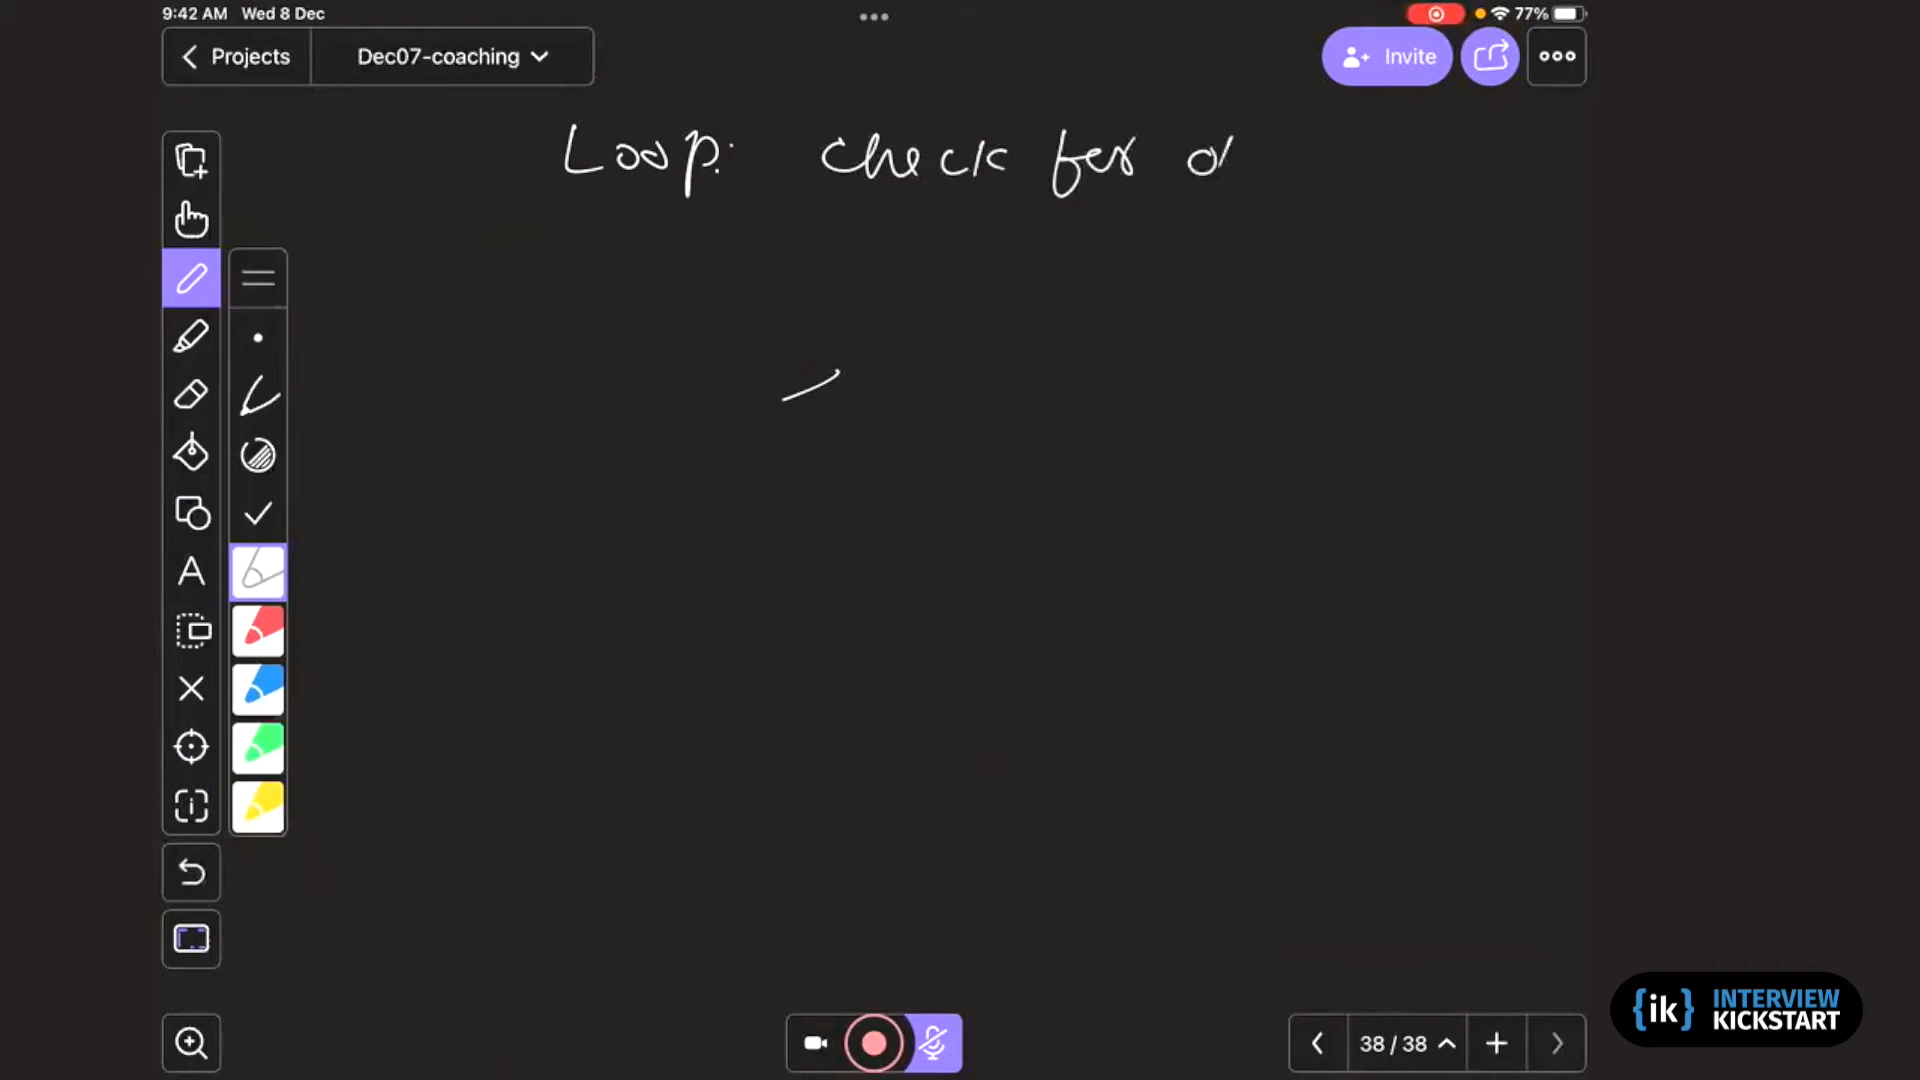 9:42 AM Wed 8 Dec
77%
Projects
Dec07-coaching
Invite
Loop: Check for
A
38 / 38
{ik} INTERVIEW
KICKSTART